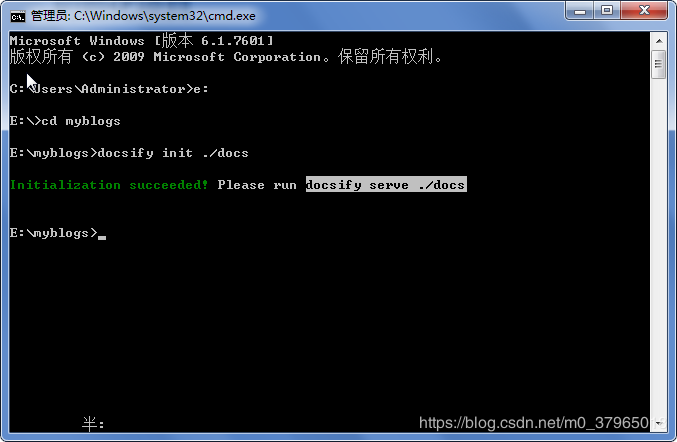 管理员: C:\Windows\system32\cmd.exe
Microsoft Windows [版本 6.1.7601]
版权所有 (c) 2009 Microsoft Corporation。保留所有权利。
C:\Users\Administrator>e:
E:\>cd myblogs
E:\myblogs>docsify init ./docs
Initialization succeeded! Please run docsify serve ./docs
E:\myblogs>_
半:
https://blog.csdn.net/m0_379650